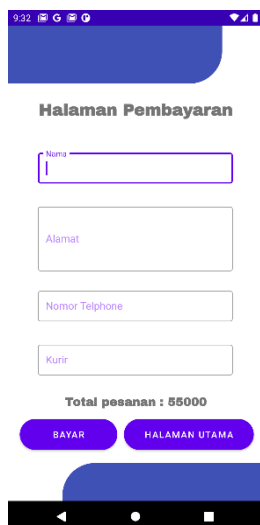 9:32
Halaman Pembayaran
Nama
Alamat
Nomor Telphone
Kurir
Total pesanan : 55000
BAYAR
HALAMAN UTAMA